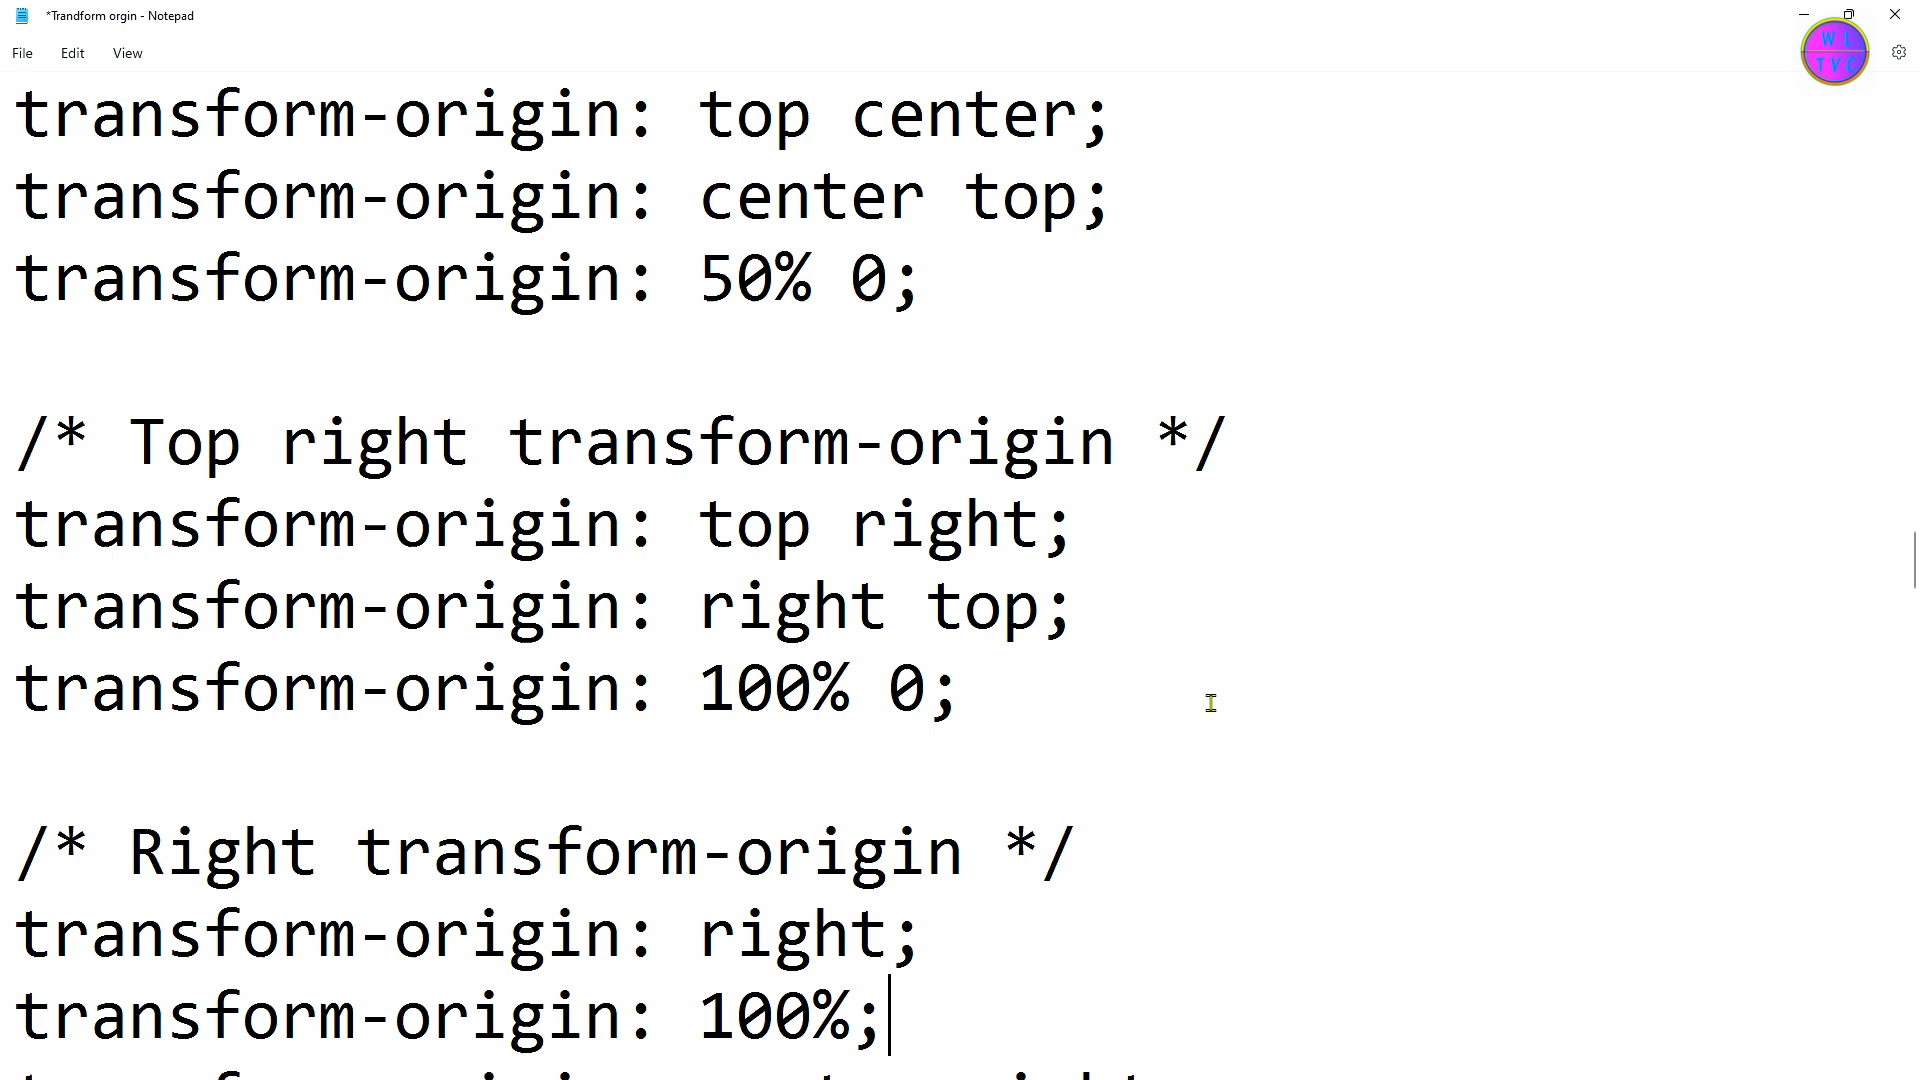 *Trandform orgin - Notepad
File Edit View
W L
T V C
transform-origin: top center;
transform-origin: center top;
transform-origin: 50% 0;
/* Top right transform-origin */
transform-origin: top right;
transform-origin: right top;
transform-origin: 100% 0;
/* Right transform-origin */
transform-origin: right;
transform-origin: 100%;